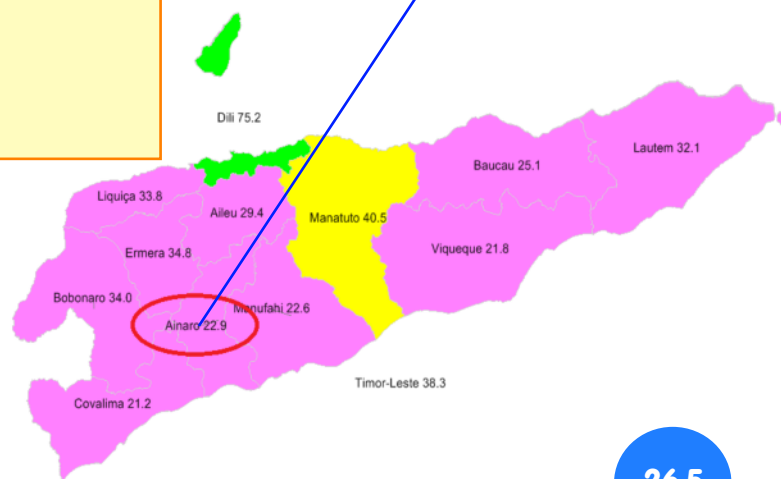 Dili 75.2
Lautem 32.1
Baucau 25.1
Liquiça 33.8
Aileu 29.4
Manatuto 40.5
Viqueque 21.8
Ermera 34.8
Bobonaro 34.0
Manufahi 22.6
Ainaro 22.9
Timor-Leste 38.3
Covalima 21.2
26.5